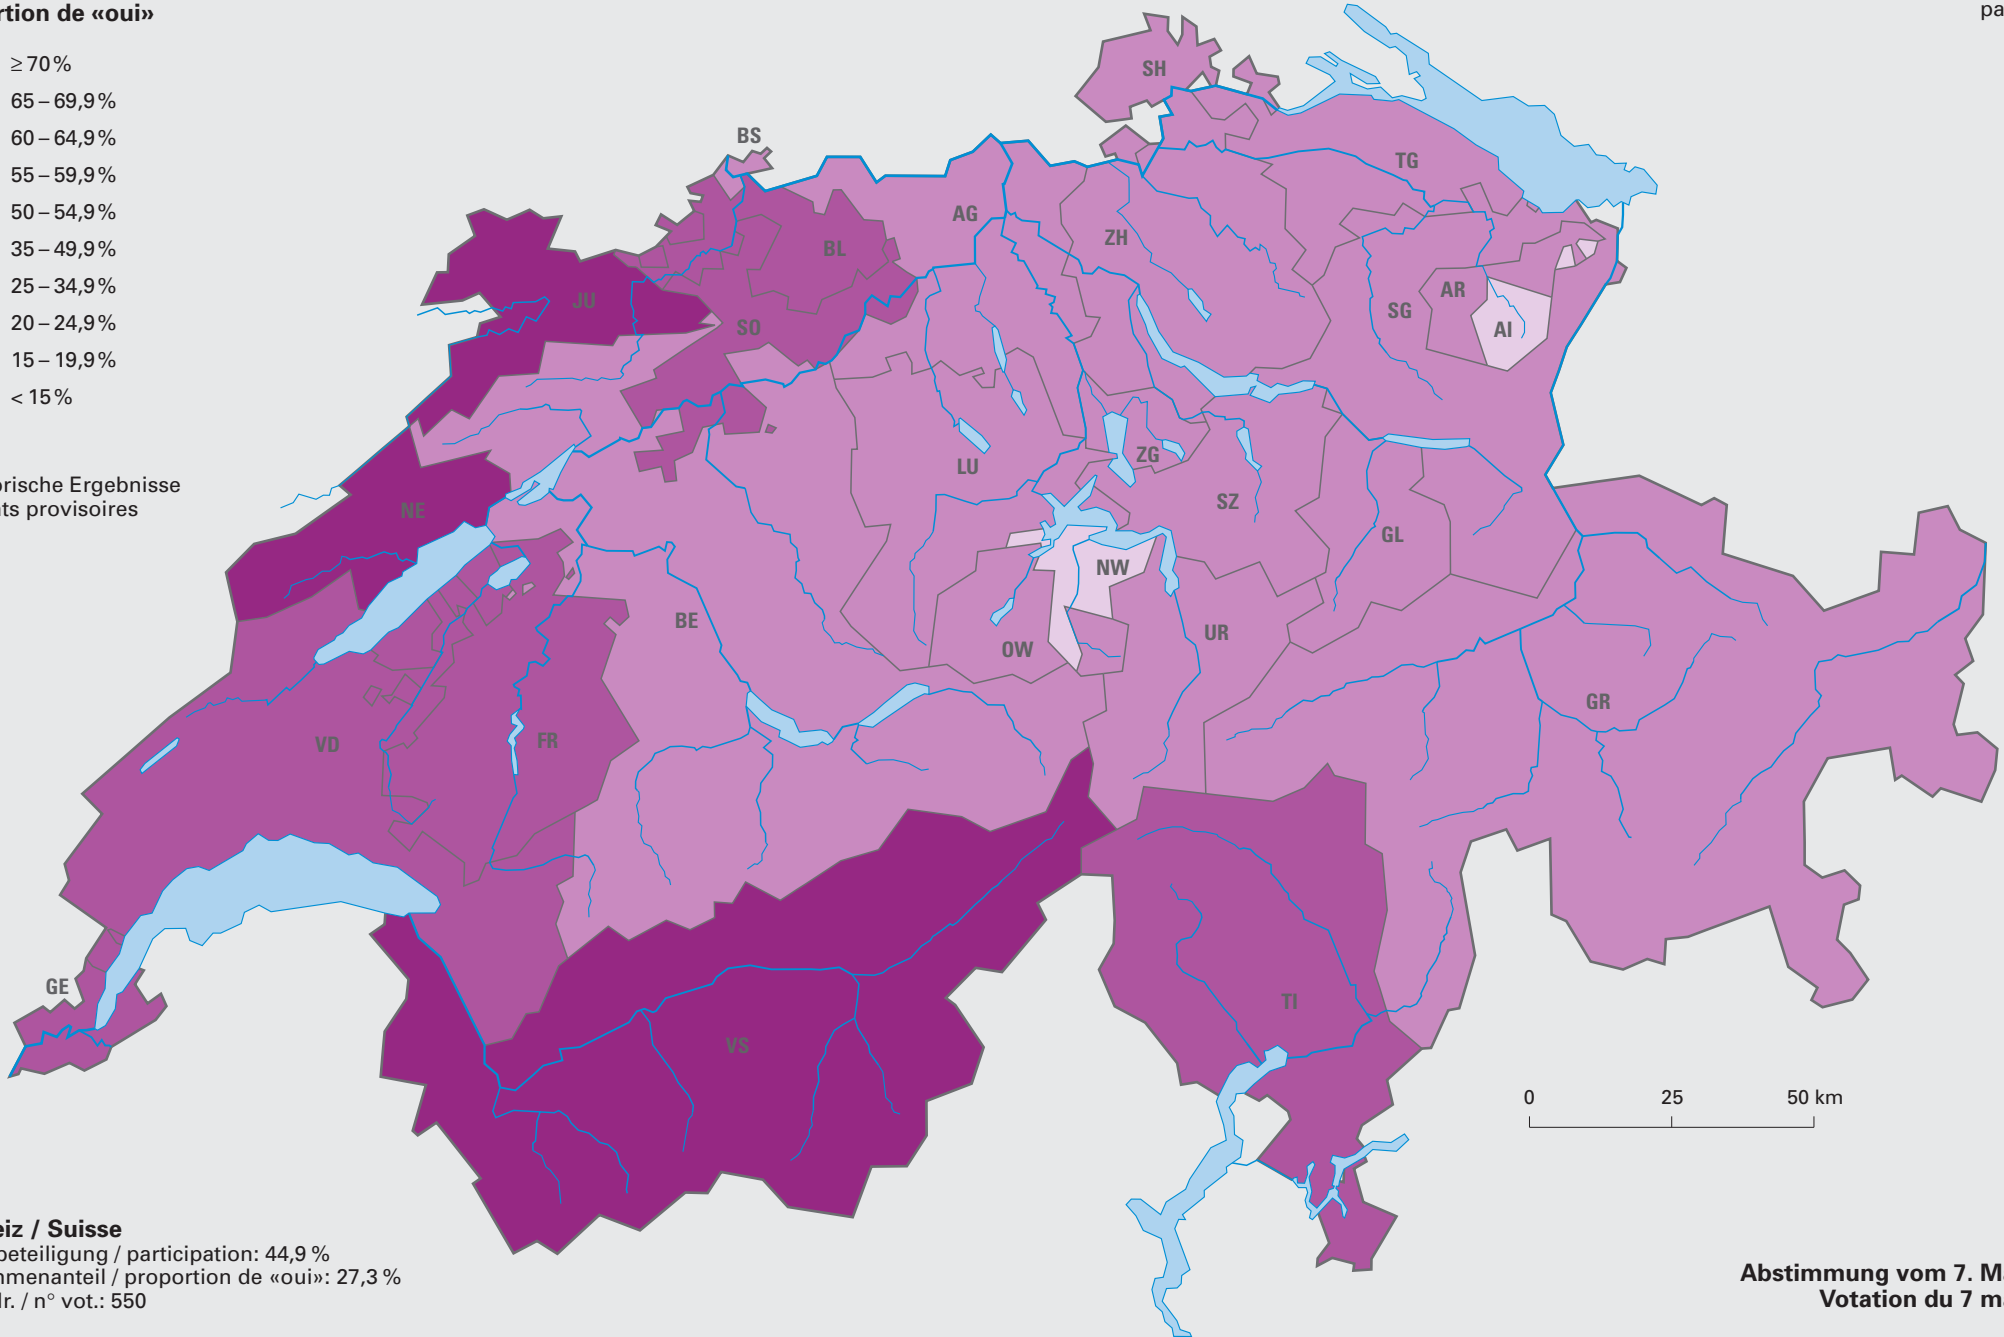 rtion de «oui»
pa
≥ 70 %
65 – 69,9 %
60 – 64,9 %
55 – 59,9 %
50 – 54,9 %
35 – 49,9 %
25 – 34,9 %
20 – 24,9 %
15 – 19,9 %
< 15 %
rische Ergebnisse
ts provisoires
SH
BS
TG
AG
ZH
BL
JU
SO
SG
AR
AI
LU
ZG
SZ
NE
GL
NW
BE
UR
OW
GR
VD
FR
GE
TI
VS
0 25 50 km
eiz / Suisse
beteiligung / participation: 44,9 %
mmenanteil / proportion de «oui»: 27,3 %
r. / n° vot.: 550
Abstimmung vom 7. M
Votation du 7 m